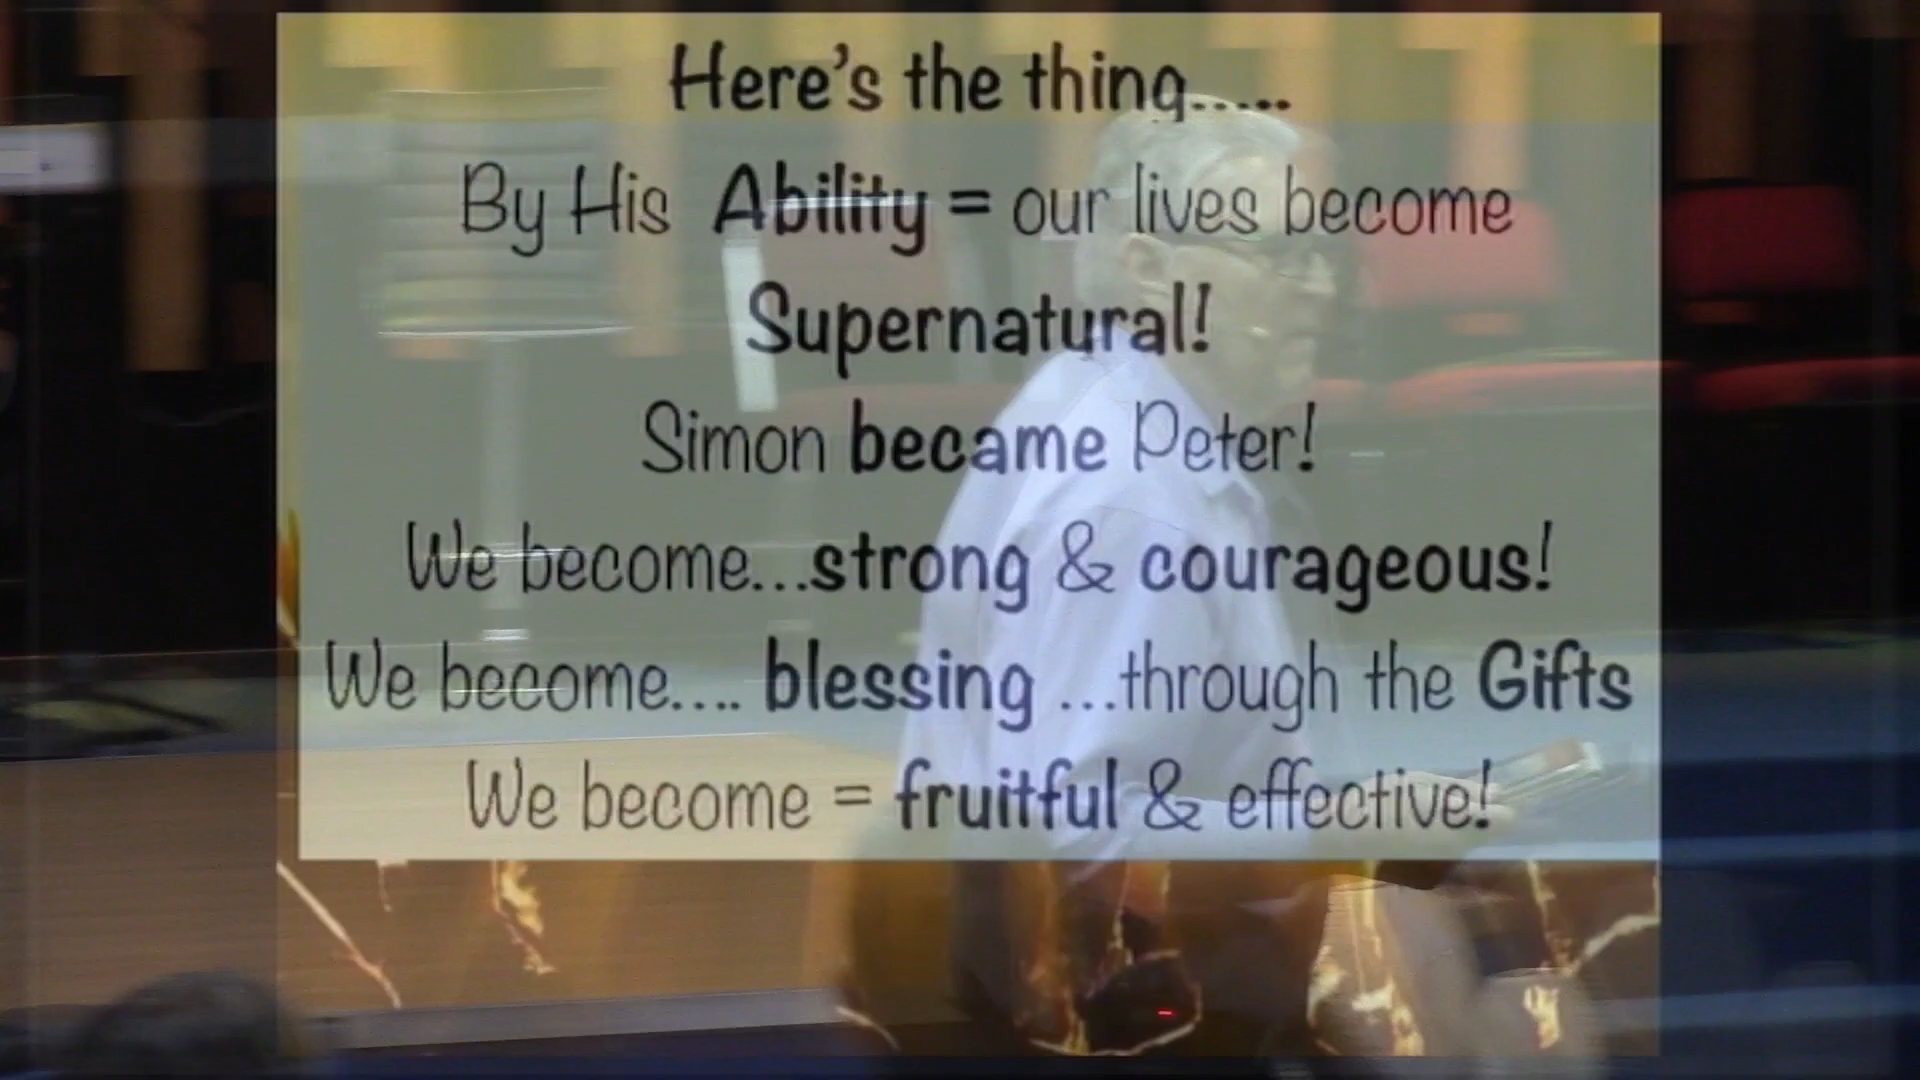 Here’s the thing.....
By His Ability = our lives become
Supernatural!
Simon became Peter!
We become...strong & courageous!
We become.... blessing ...through the Gifts
We become = fruitful & effective!